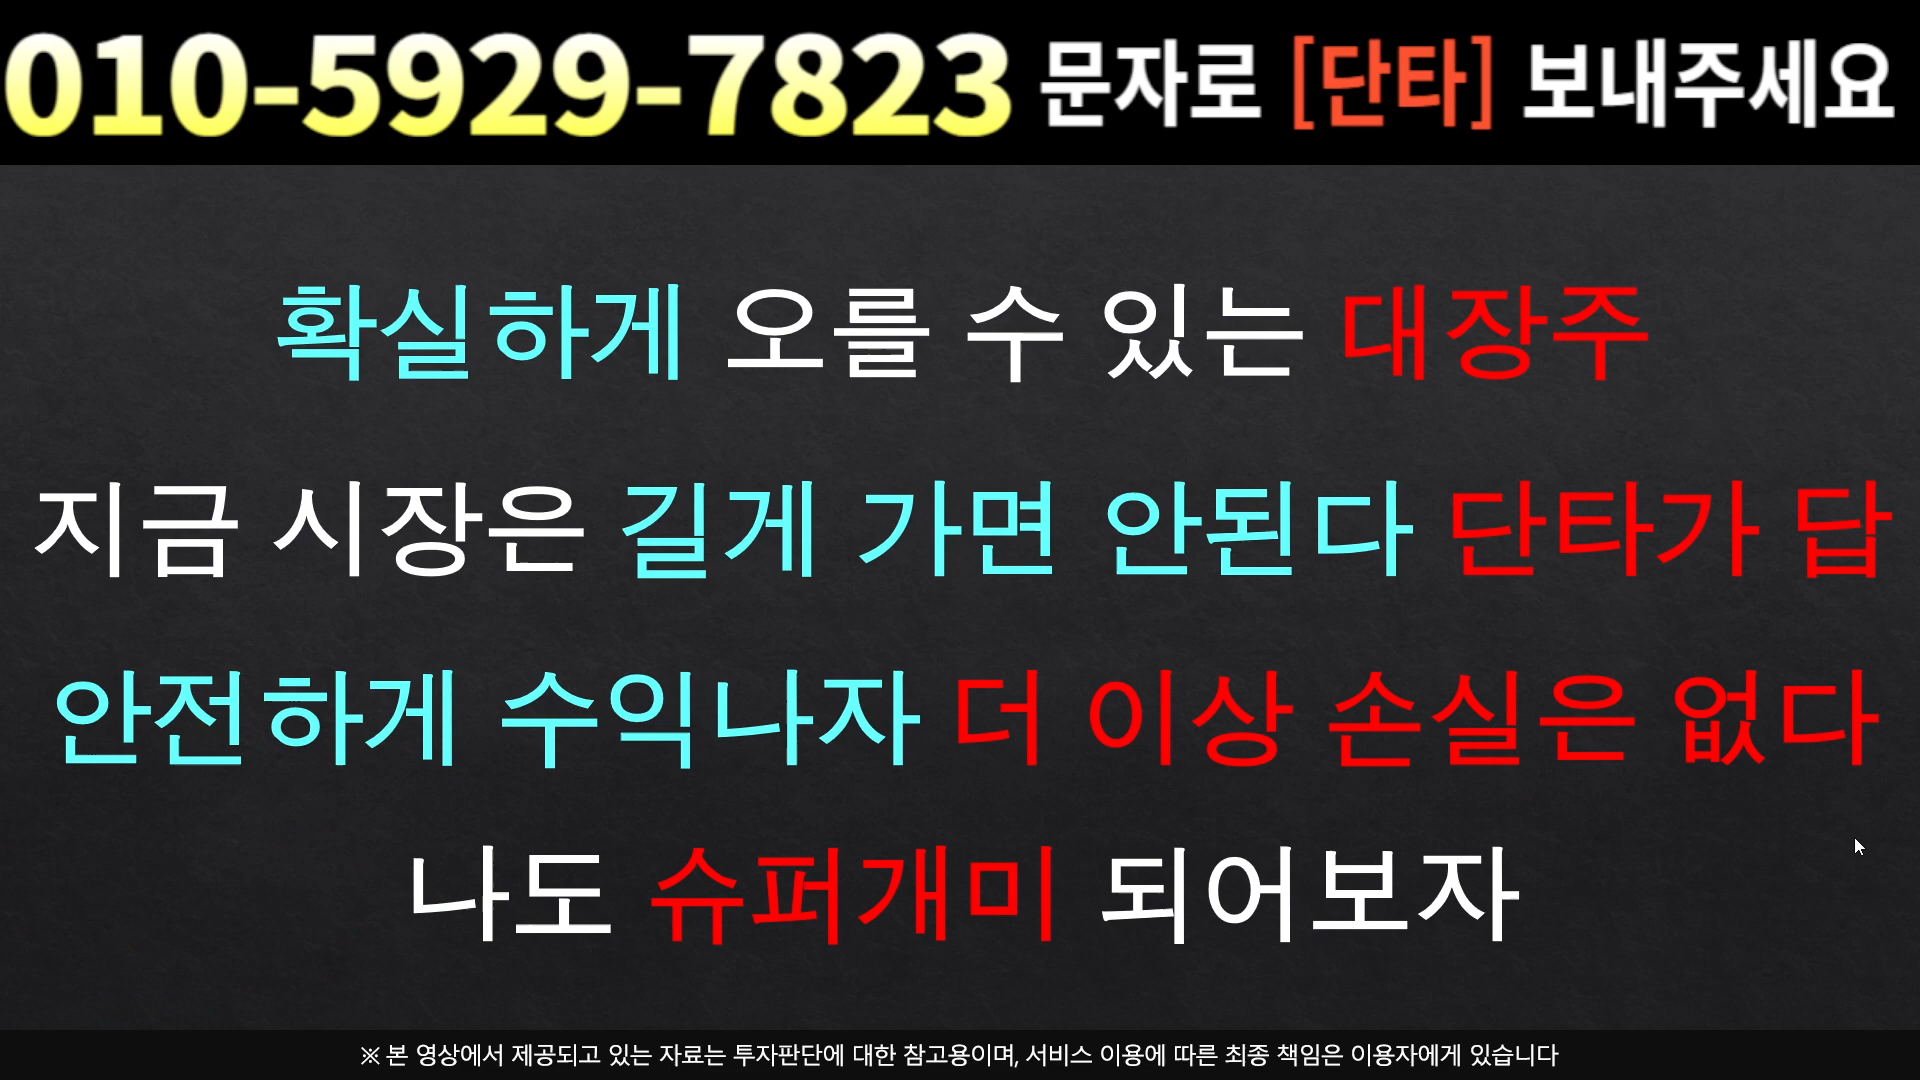 010-5929-7823 문자로 [단타] 보내주세요
확실하게 오를 수 있는 대장주
지금 시장은 길게 가면 안된다 단타가 답
안전하게 수익나자 더 이상 손실은 없다
나도 슈퍼개미 되어보자
※ 본 영상에서 제공되고 있는 자료는 투자판단에 대한 참고용이며, 서비스 이용에 따른 최종 책임은 이용자에게 있습니다